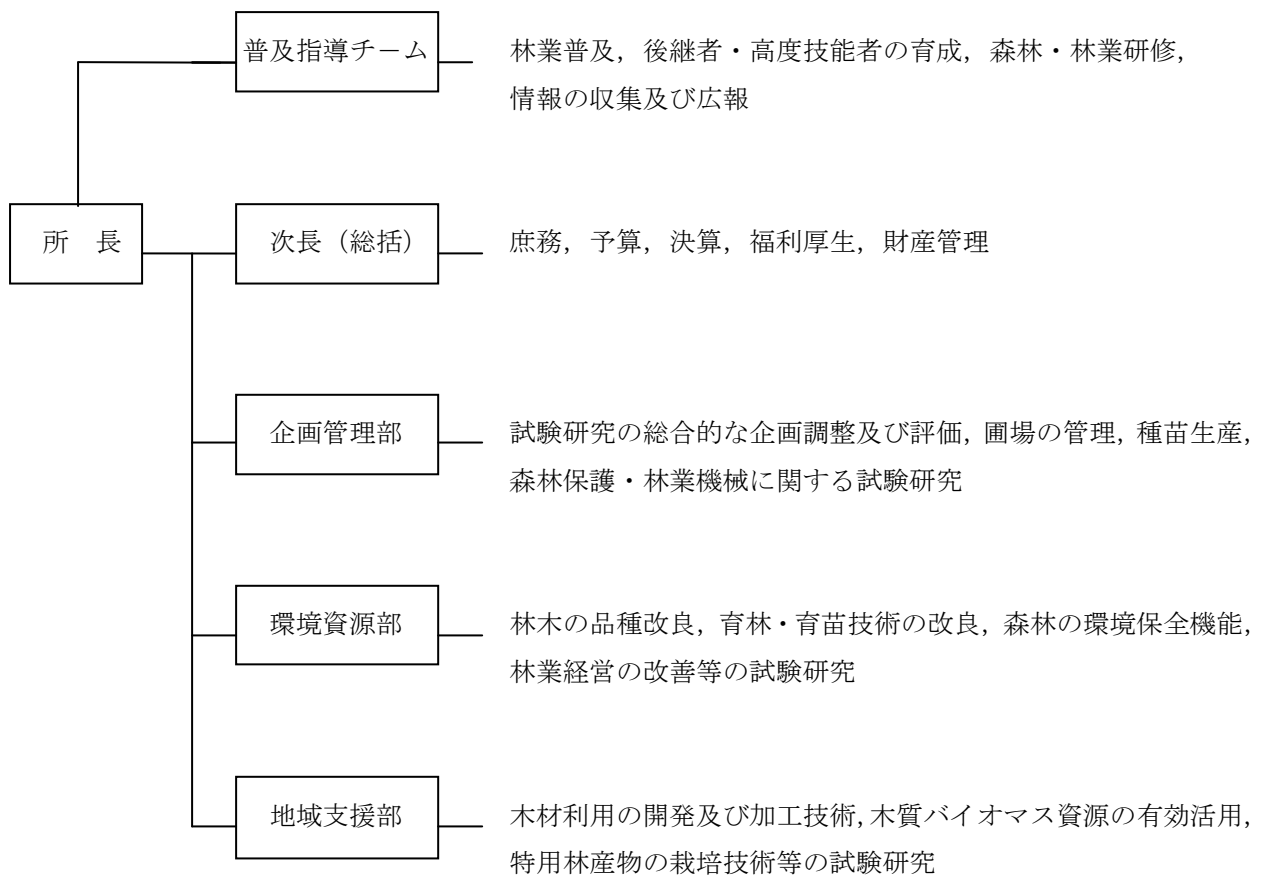 普及指導チーム
林業普及，後継者・高度技能者の育成，森林・林業研修，
情報の収集及び広報
所　長
次長（総括）
庶務，予算，決算，福利厚生，財産管理
企画管理部
試験研究の総合的な企画調整及び評価，圃場の管理，種苗生産，
森林保護・林業機械に関する試験研究
環境資源部
林木の品種改良，育林・育苗技術の改良，森林の環境保全機能，
林業経営の改善等の試験研究
地域支援部
木材利用の開発及び加工技術，木質バイオマス資源の有効活用，
特用林産物の栽培技術等の試験研究